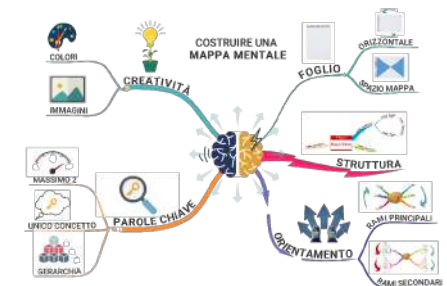 COSTRUIRE UNA
MAPPA MENTALE
COLORI
IMMAGINI
CREATIVITÀ
FOGLIO
ORIZZONTALE
SPAZIO MAPPA
STRUTTURA
MASSIMO 2
UNICO CONCETTO
GERARCHIA
PAROLE CHIAVE
ORIENTAMENTO
RAMI PRINCIPALI
RAMI SECONDARI